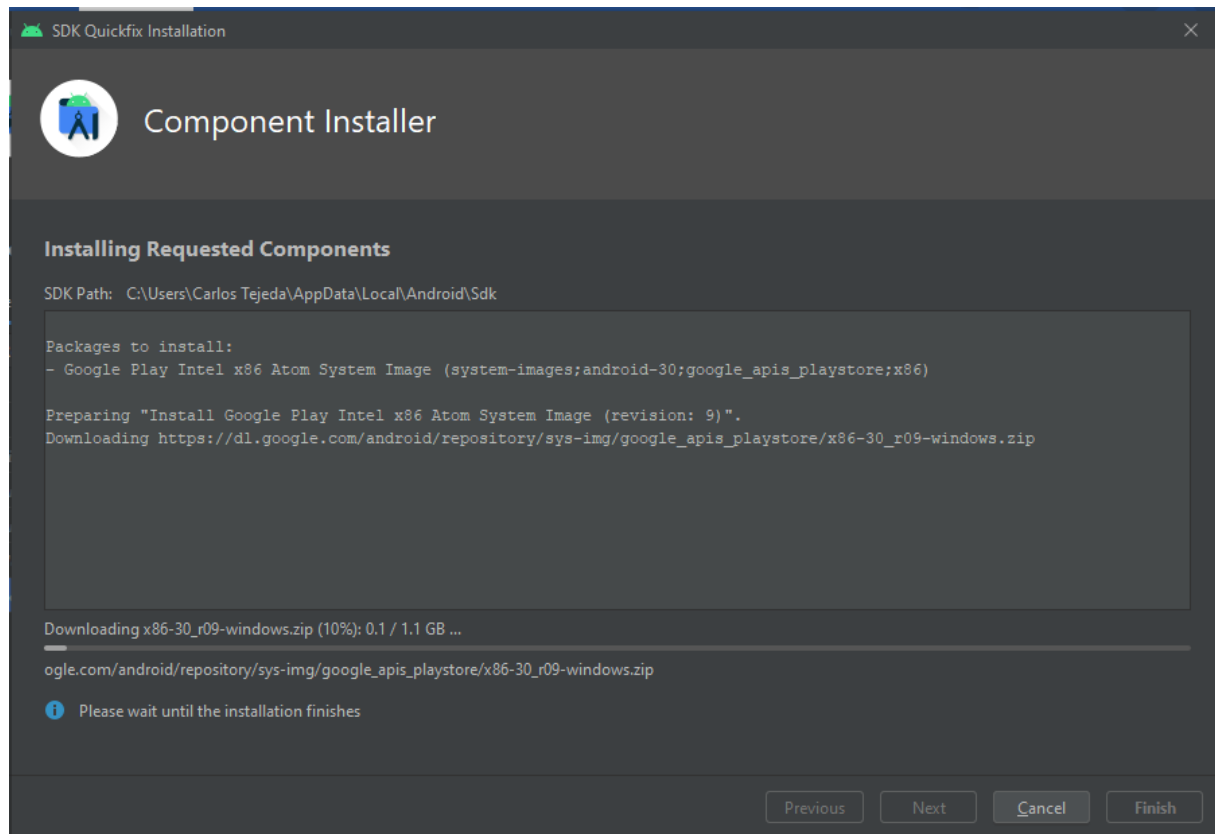 SDK Quickfix Installation
Component Installer
Installing Requested Components
SDK Path: C:\Users\Carlos Tejeda\AppData\Local\Android\Sdk
Packages to install:
- Google Play Intel x86 Atom System Image (system-images;android-30;google_apis_playstore;x86)
Preparing "Install Google Play Intel x86 Atom System Image (revision: 9)".
Downloading https://dl.google.com/android/repository/sys-img/google_apis_playstore/x86-30_r09-windows.zip
Downloading x86-30_r09-windows.zip (10%): 0.1 / 1.1 GB ...
ogle.com/android/repository/sys-img/google_apis_playstore/x86-30_r09-windows.zip
Please wait until the installation finishes
Previous Next Cancel Finish